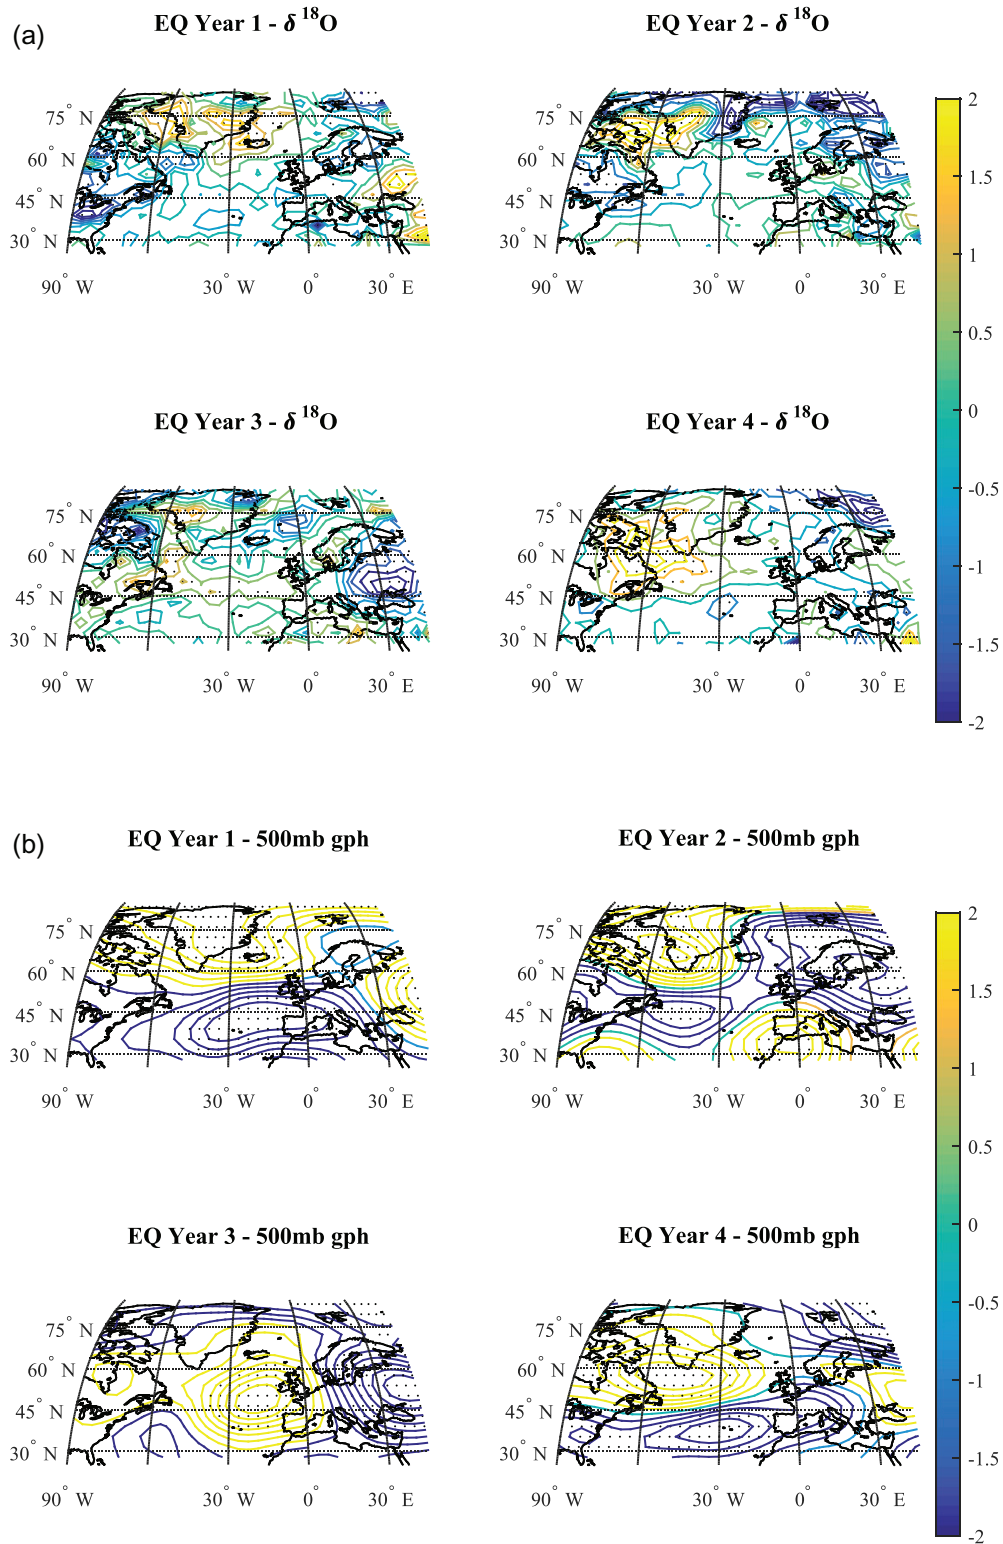 (a)
EQ Year 1 - δ 18O
EQ Year 2 - δ 18O
75° N
60° N
45° N
30° N
90° W
30° W
0°
30° E
75° N
60° N
45° N
30° N
90° W
30° W
0°
30° E
2
1.5
1
0.5
0
-0.5
-1
-1.5
-2
EQ Year 3 - δ 18O
EQ Year 4 - δ 18O
75° N
60° N
45° N
30° N
90° W
30° W
0°
30° E
75° N
60° N
45° N
30° N
90° W
30° W
0°
30° E
(b)
EQ Year 1 - 500mb gph
EQ Year 2 - 500mb gph
75° N
60° N
45° N
30° N
90° W
30° W
0°
30° E
75° N
60° N
45° N
30° N
90° W
30° W
0°
30° E
2
1.5
1
0.5
0
-0.5
-1
-1.5
-2
EQ Year 3 - 500mb gph
EQ Year 4 - 500mb gph
75° N
60° N
45° N
30° N
90° W
30° W
0°
30° E
75° N
60° N
45° N
30° N
90° W
30° W
0°
30° E